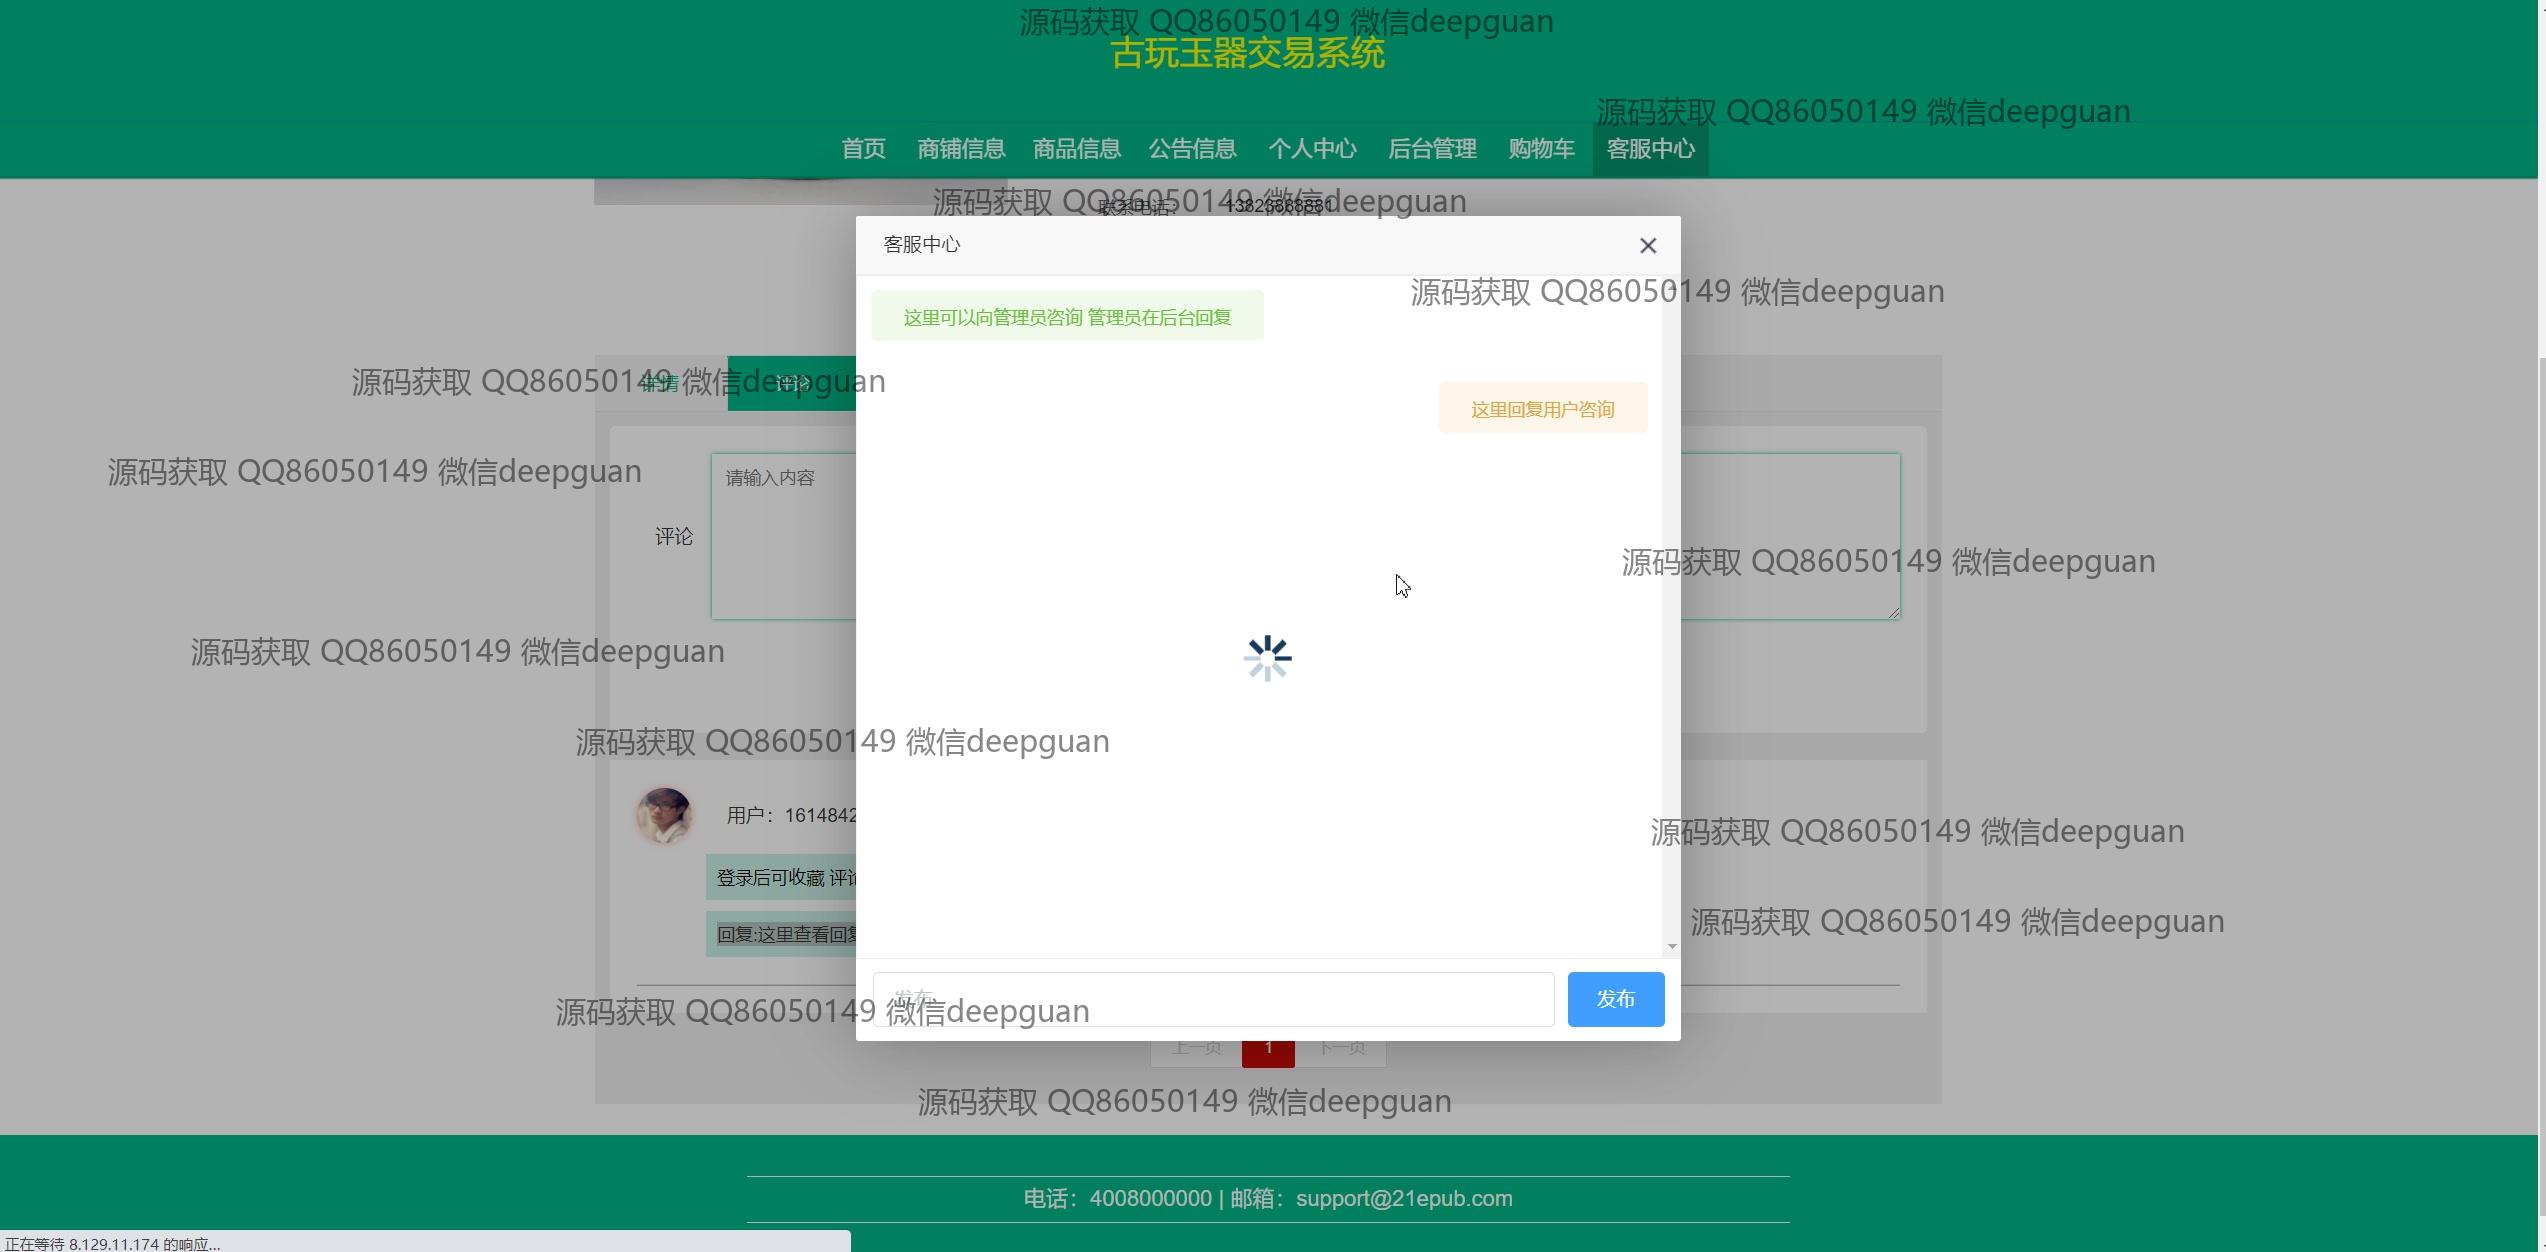 源码获取 QQ86050149 微信deepguan
古玩玉器交易系统
源码获取 QQ86050149 微信deepguan
首页 商铺信息 商品信息 公告信息 个人中心 后台管理 购物车 客服中心
源码获取 QQ86050149 微信deepguan
联系电话： 13823888881
客服中心
源码获取 QQ86050149 微信deepguan
这里可以向管理员咨询 管理员在后台回复
详情 评论
源码获取 QQ86050149 微信deepguan
这里回复用户咨询
源码获取 QQ86050149 微信deepguan
请输入内容
评论
源码获取 QQ86050149 微信deepguan
源码获取 QQ86050149 微信deepguan
源码获取 QQ86050149 微信deepguan
用户：1614842
源码获取 QQ86050149 微信deepguan
登录后可收藏 评论
源码获取 QQ86050149 微信deepguan
回复:这里查看回复
发布 发布
源码获取 QQ86050149 微信deepguan
上一页 1 下一页
源码获取 QQ86050149 微信deepguan
电话：4008000000 | 邮箱：support@21epub.com
正在等待 8.129.11.174 的响应...